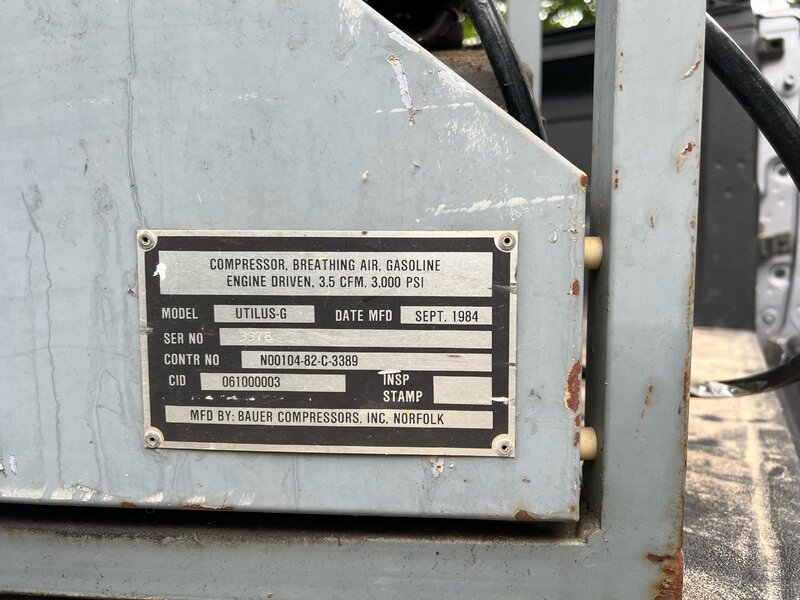 COMPRESSOR, BREATHING AIR, GASOLINE
ENGINE DRIVEN, 3.5 CFM, 3,000 PSI
MODEL UTILUS-G DATE MFD SEPT. 1984
SER NO 3378
CONTR NO N00104-82-C-3389
CID 061000003 INSP
STAMP
MFD BY: BAUER COMPRESSORS, INC, NORFOLK